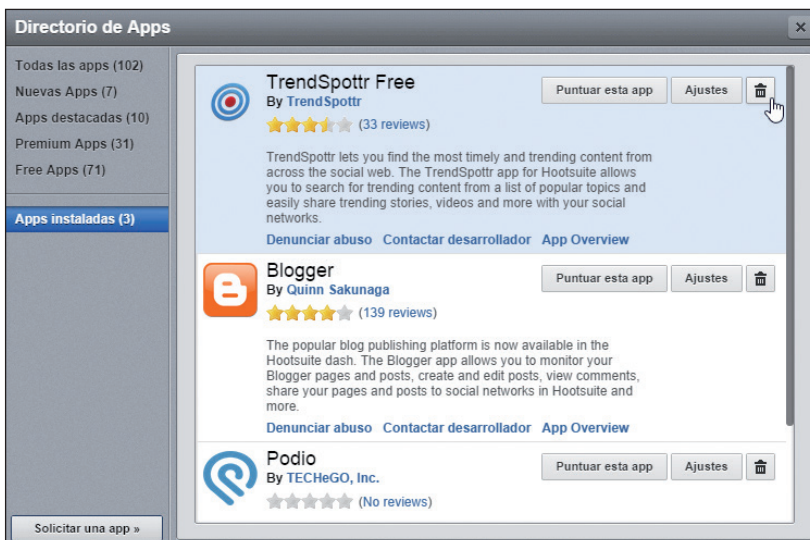 Directorio de Apps
Todas las apps (102)
Nuevas Apps (7)
Apps destacadas (10)
Premium Apps (31)
Free Apps (71)
Apps instaladas (3)
Solicitar una app »
TrendSpottr Free
By TrendSpottr
(33 reviews)
Puntuar esta app
Ajustes
TrendSpottr lets you find the most timely and trending content from
across the social web. The TrendSpottr app for Hootsuite allows
you to search for trending content from a list of popular topics and
easily share trending stories, videos and more with your social
networks.
Denunciar abuso Contactar desarrollador App Overview
Blogger
By Quinn Sakunaga
(139 reviews)
Puntuar esta app
Ajustes
The popular blog publishing platform is now available in the
Hootsuite dash. The Blogger app allows you to monitor your
Blogger pages and posts, create and edit posts, view comments,
share your pages and posts to social networks in Hootsuite and
more.
Denunciar abuso Contactar desarrollador App Overview
Podio
By TECHeGO, Inc.
(No reviews)
Puntuar esta app
Ajustes